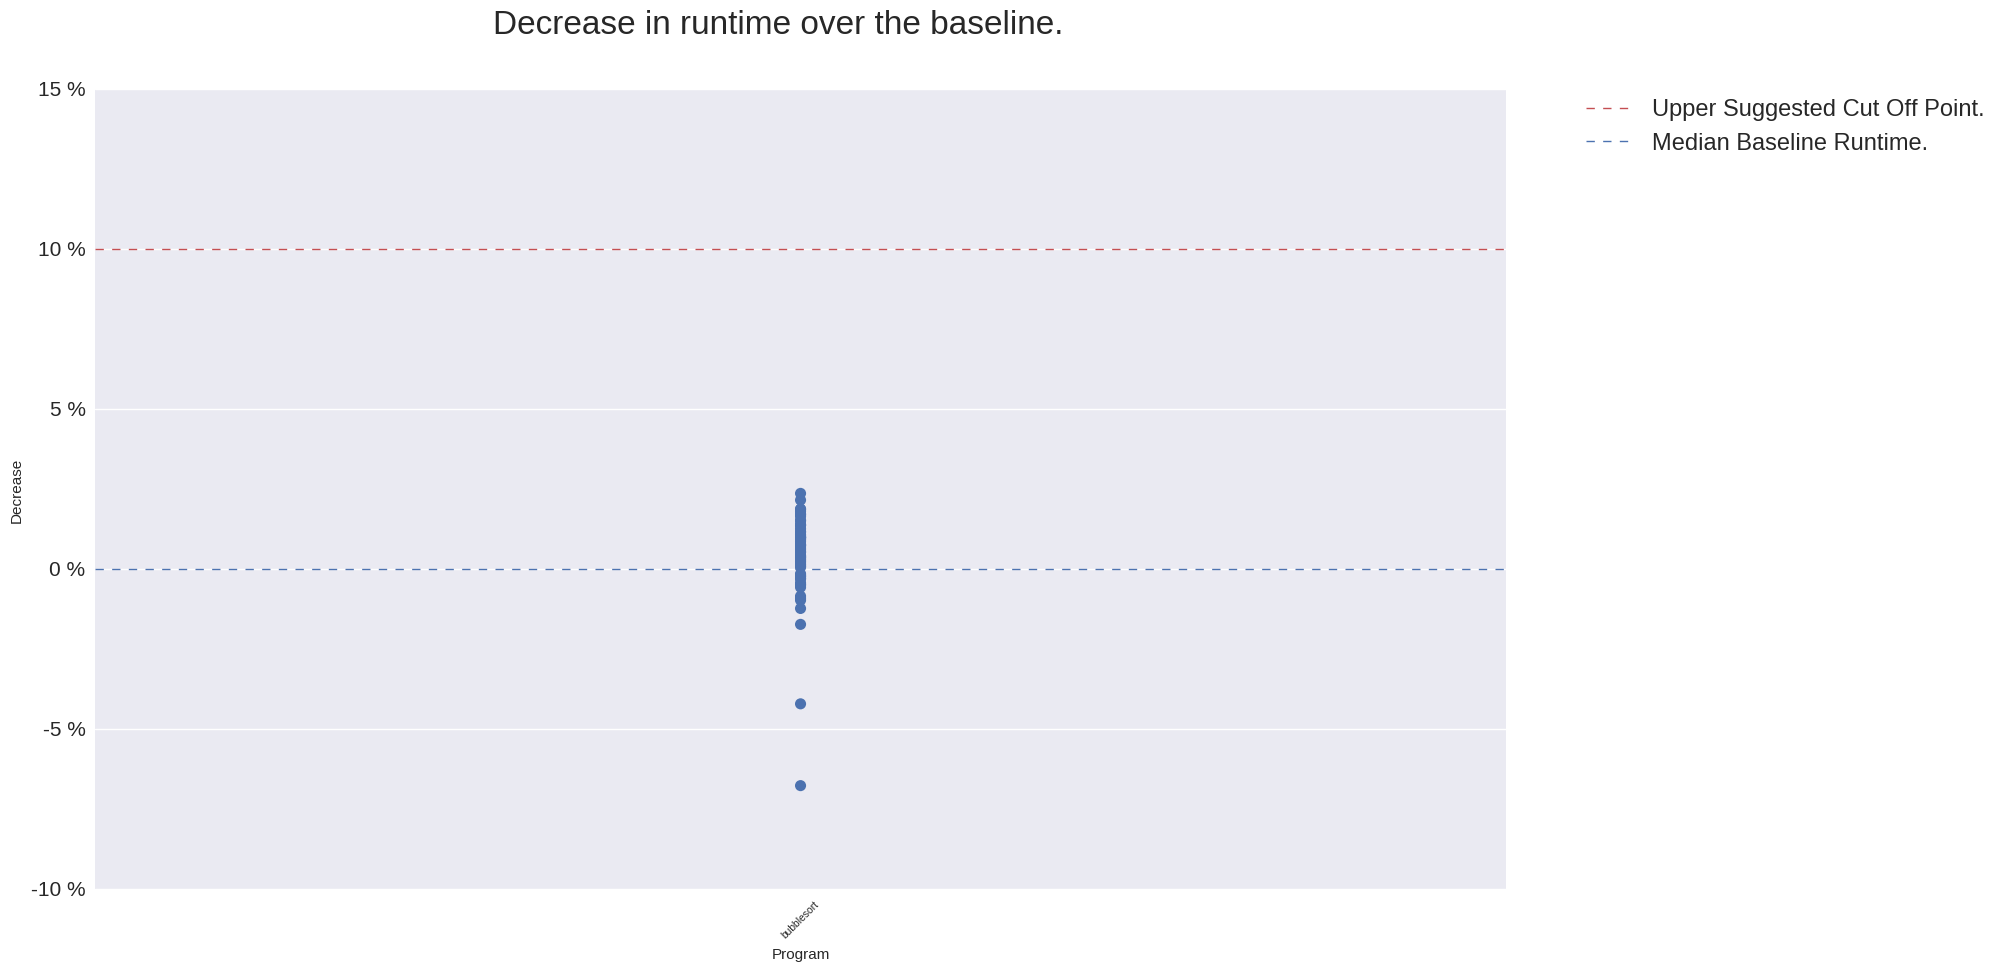 Decrease in runtime over the baseline.
15 %
10 %
5 %
0 %
-5 %
-10 %
Decrease
bubblesort
Program
Upper Suggested Cut Off Point.
Median Baseline Runtime.